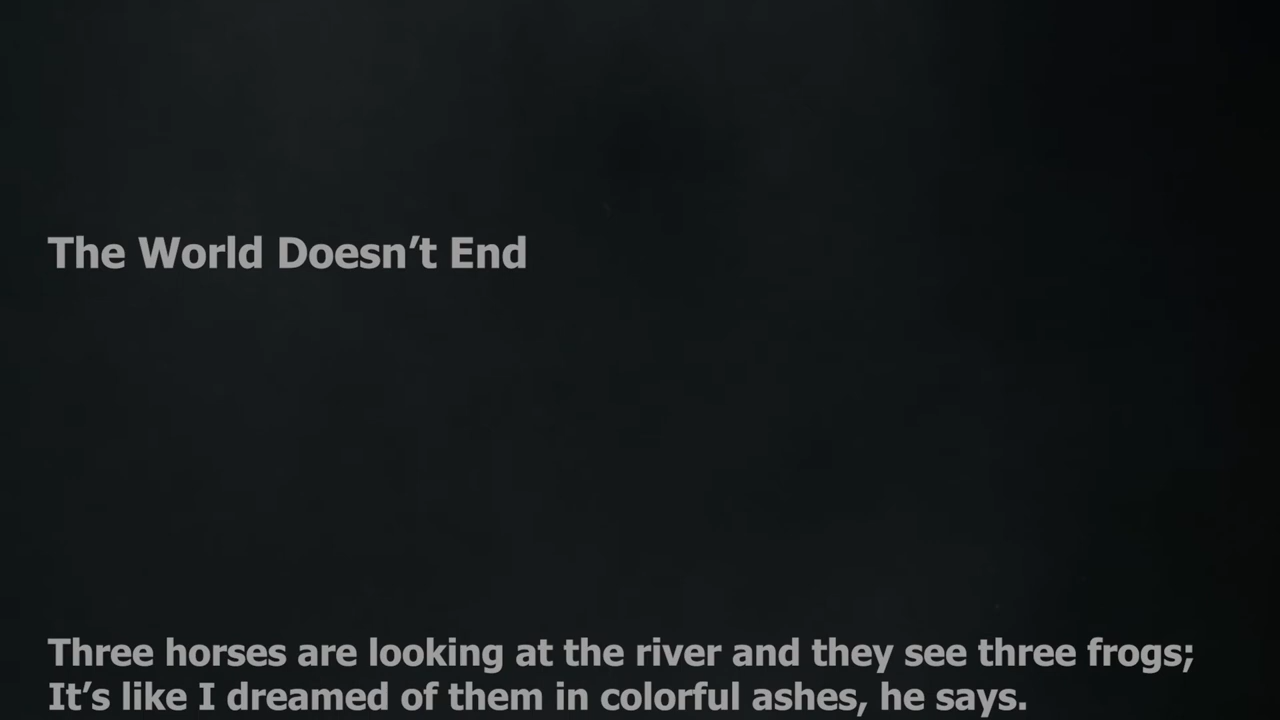 The World Doesn’t End
Three horses are looking at the river and they see three frogs;
It’s like I dreamed of them in colorful ashes, he says.